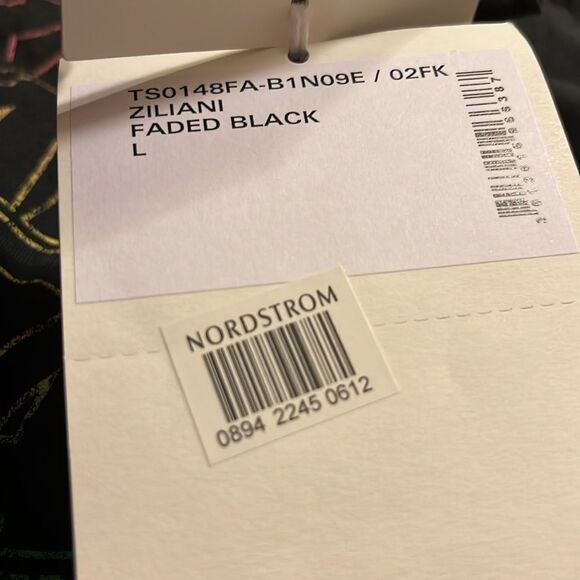 TS0148FA-B1N09E / 02FK
ZILIANI
FADED BLACK
L
NORDSTROM
0894 2245 0612